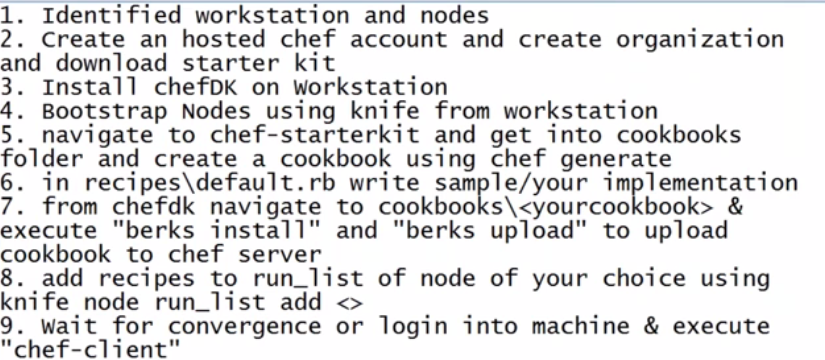 1. Identified workstation and nodes
2. Create an hosted chef account and create organization
and download starter kit
3. Install chefDK on Workstation
4. Bootstrap Nodes using knife from workstation
5. navigate to chef-starterkit and get into cookbooks
folder and create a cookbook using chef generate
6. in recipes\default.rb write sample/your implementation
7. from chefdk navigate to cookbooks\<yourcookbook> &
execute "berks install" and "berks upload" to upload
cookbook to chef server
8. add recipes to run_list of node of your choice using
knife node run_list add <>
9. Wait for convergence or login into machine & execute
"chef-client"